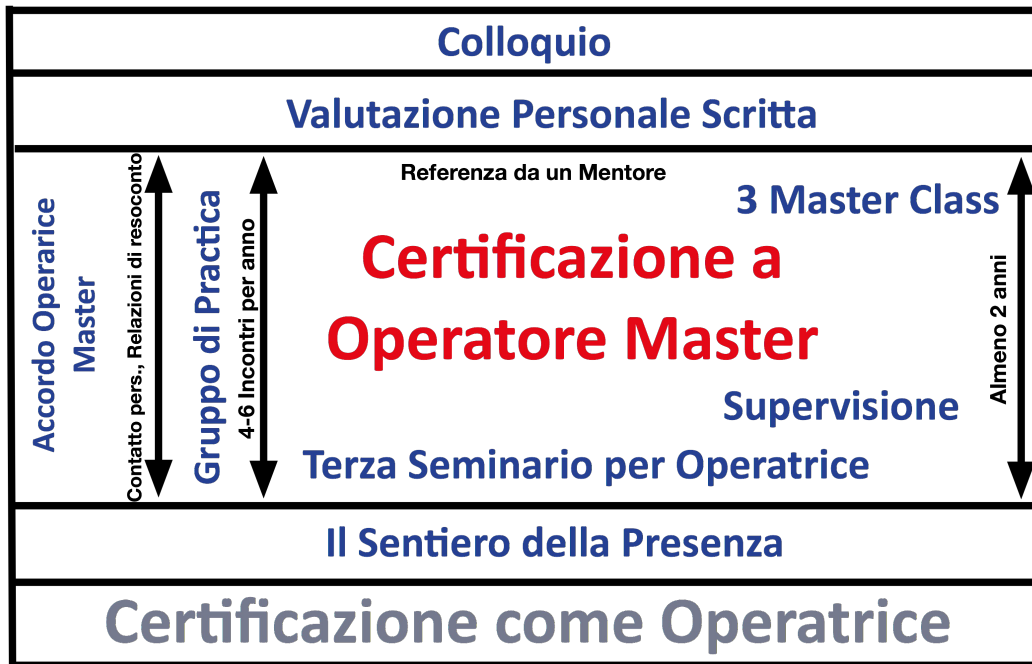 Colloquio
Valutazione Personale Scritta
Accordo Operarice
Master
Contatto pers., Relazioni di resoconto
Gruppo di Practica
4-6 Incontri per anno
Referenza da un Mentore
3 Master Class
Certificazione a
Operatore Master
Supervisione
Terza Seminario per Operatrice
Almeno 2 anni
Il Sentiero della Presenza
Certificazione come Operatrice